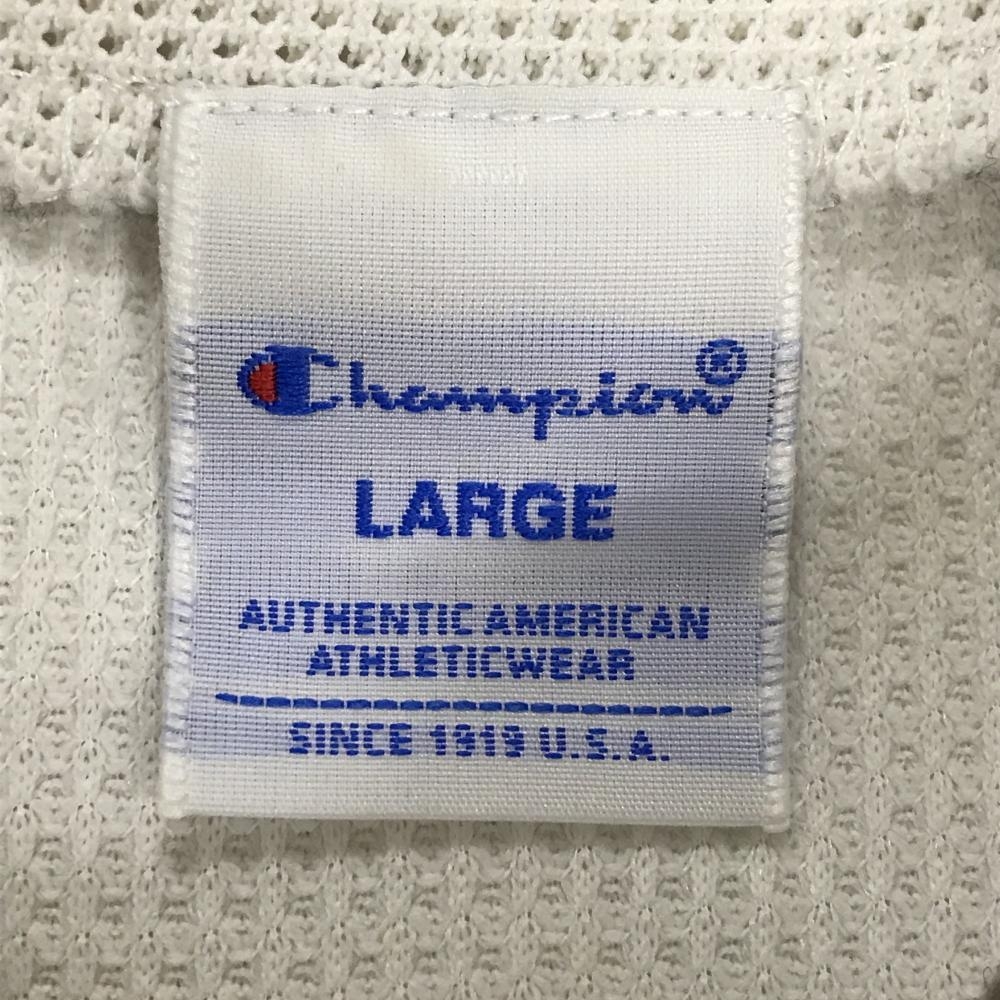 Champion®
LARGE
AUTHENTIC AMERICAN
ATHLETICWEAR
SINCE 1919 U.S.A.